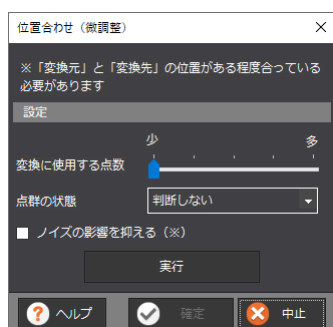 位置合わせ（微調整）
※「変換元」と「変換先」の位置がある程度合っている
必要があります
設定
少 多
変換に使用する点数
点群の状態 判断しない
ノイズの影響を抑える（※）
実行
ヘルプ 確定 中止